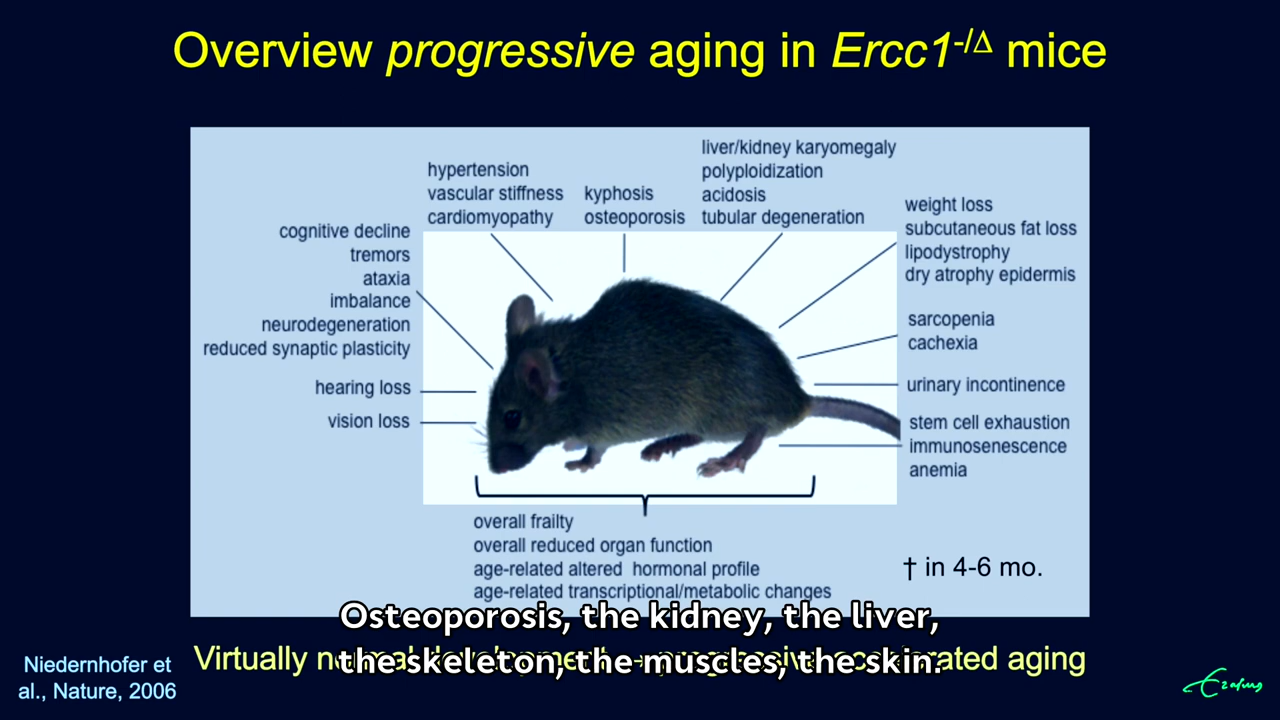 Overview progressive aging in Ercc1-/Δ mice
hypertension
vascular stiffness
cardiomyopathy
kyphosis
osteoporosis
liver/kidney karyomegaly
polyploidization
acidosis
tubular degeneration
weight loss
subcutaneous fat loss
lipodystrophy
dry atrophy epidermis
cognitive decline
tremors
ataxia
imbalance
neurodegeneration
reduced synaptic plasticity
hearing loss
vision loss
sarcopenia
cachexia
urinary incontinence
stem cell exhaustion
immunosenescence
anemia
overall frailty
overall reduced organ function
age-related altered hormonal profile
age-related transcriptional/metabolic changes
† in 4-6 mo.
Osteoporosis, the kidney, the liver,
the skeleton, the muscles, the skin.
Virtually aging
Niedernhofer et
al., Nature, 2006
Erasmus